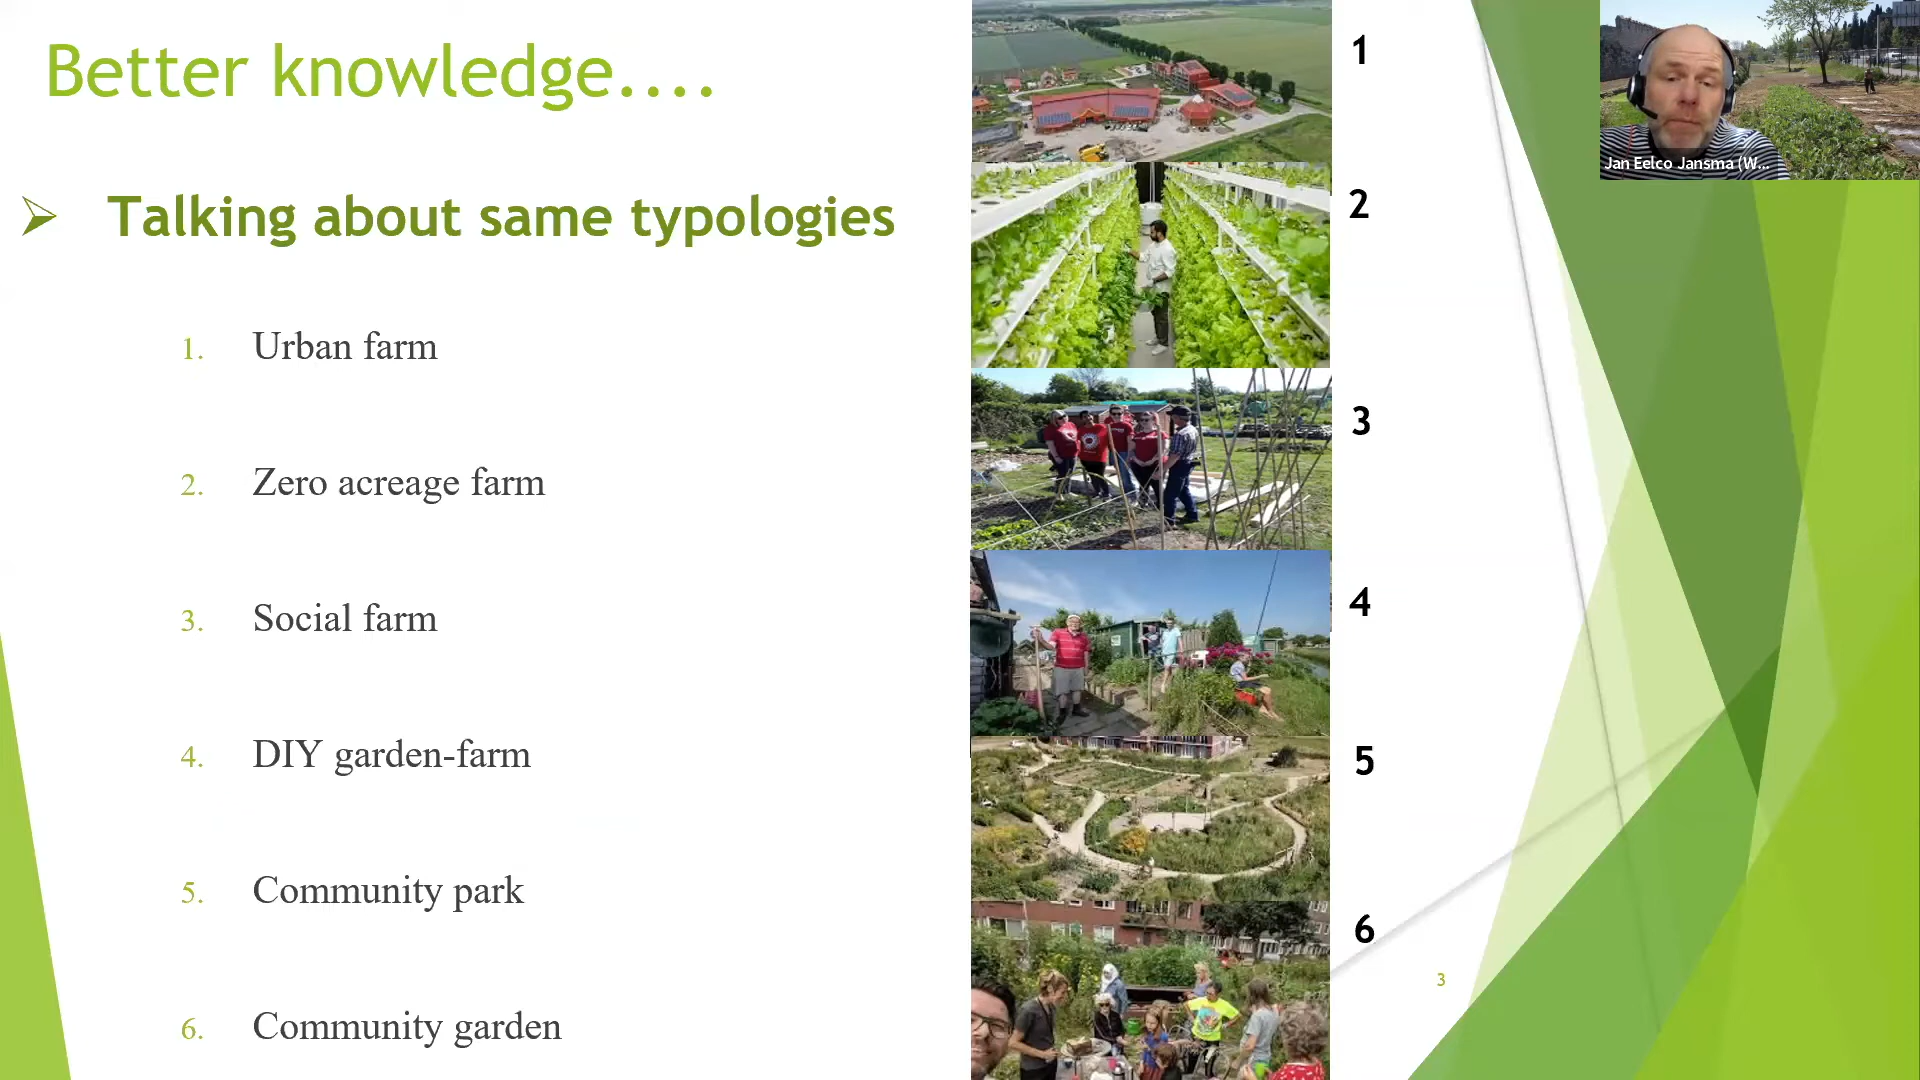 Better knowledge....
➢ Talking about same typologies
1. Urban farm
2. Zero acreage farm
3. Social farm
4. DIY garden-farm
5. Community park
6. Community garden
1
2
3
4
5
6
3
Jan Eelco Jansma (W...